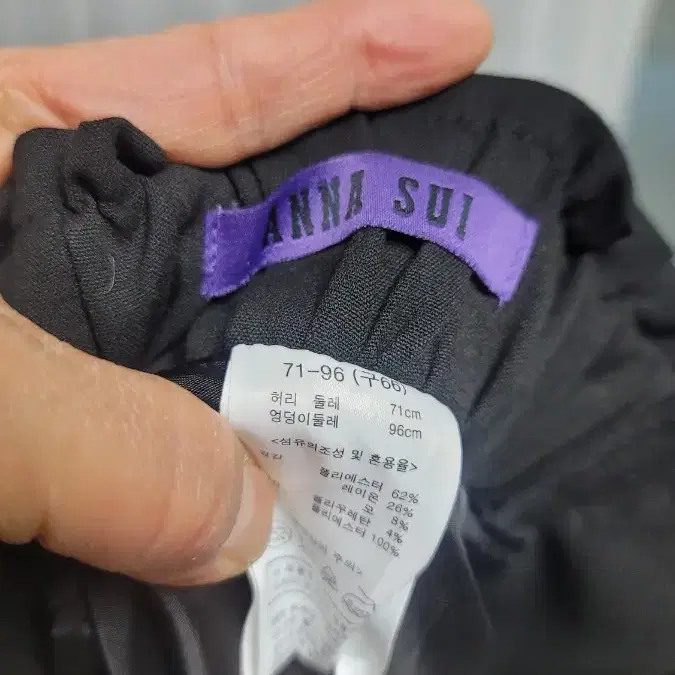 ANNA SUI
71-96 (구66)
허리 둘레 71cm
엉덩이둘레 96cm
<섬유의조성 및 혼용율>
폴리에스터 62%
레이온 26%
모 8%
폴리우레탄 4%
폴리에스터 100%
주의>